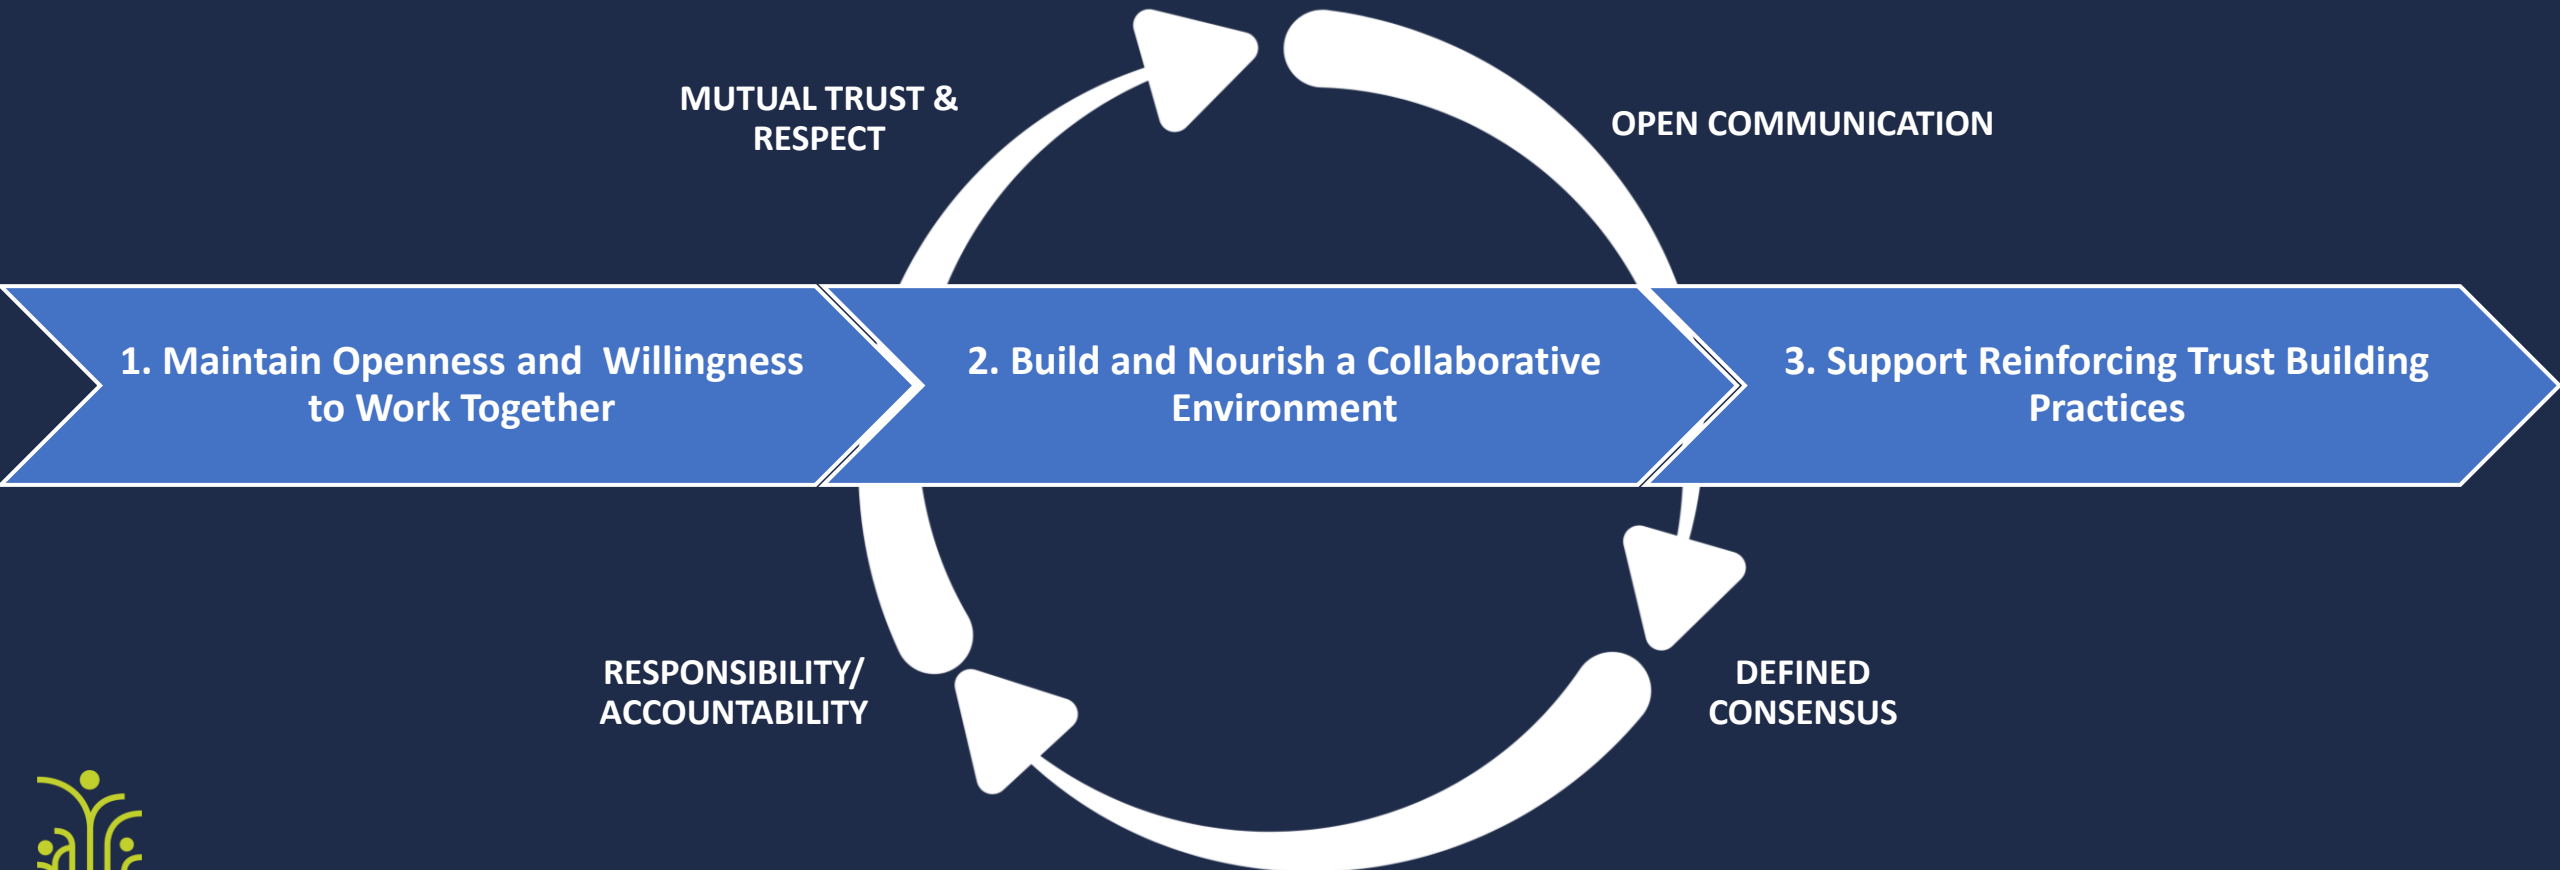 MUTUAL TRUST &
RESPECT
OPEN COMMUNICATION
1. Maintain Openness and  Willingness
to Work Together
2. Build and Nourish a Collaborative
Environment
3. Support Reinforcing Trust Building
Practices
RESPONSIBILITY/
ACCOUNTABILITY
DEFINED
CONSENSUS